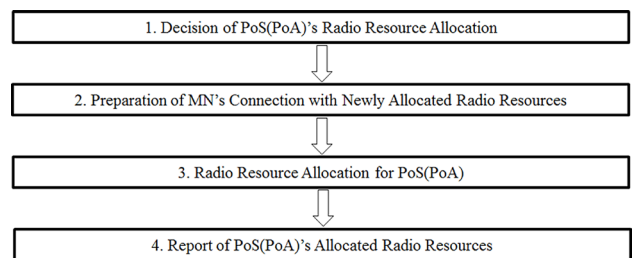 1. Decision of PoS(PoA)'s Radio Resource Allocation
2. Preparation of MN's Connection with Newly Allocated Radio Resources
3. Radio Resource Allocation for PoS(PoA)
4. Report of PoS(PoA)'s Allocated Radio Resources